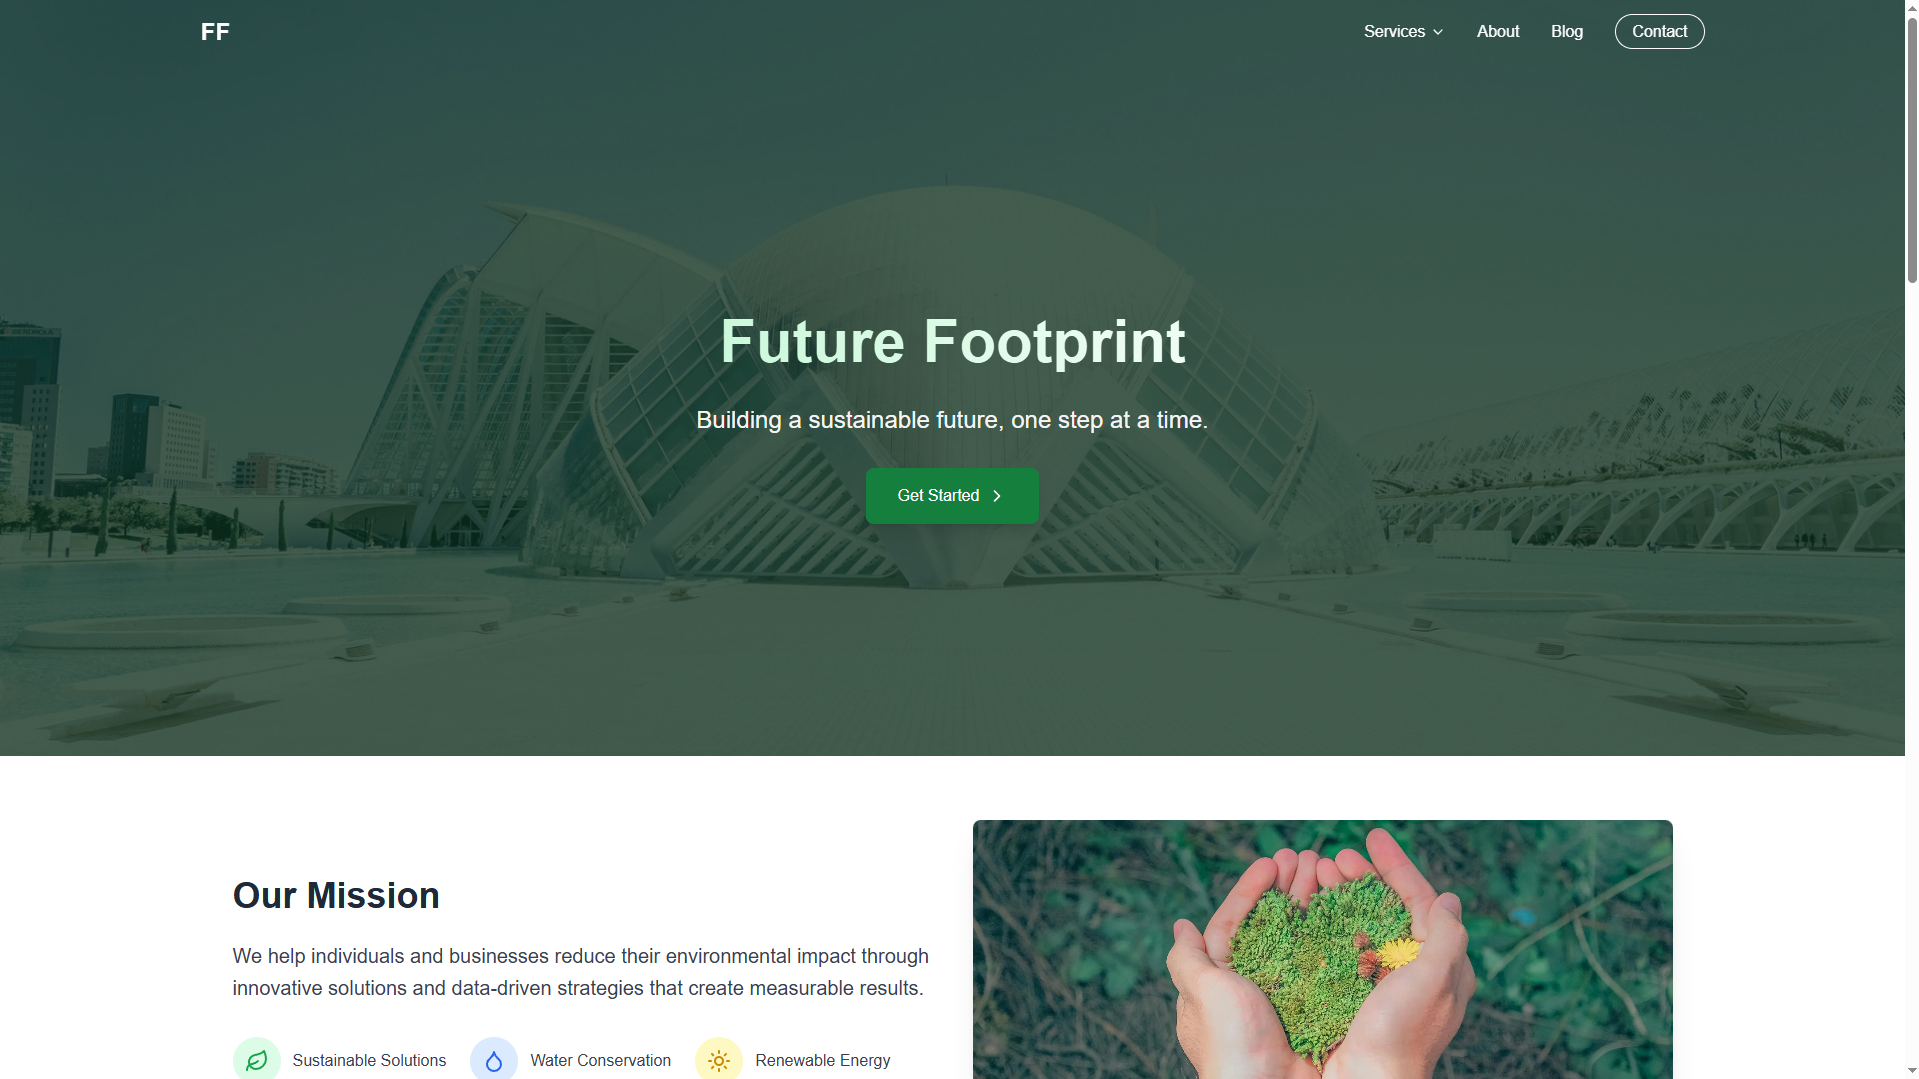 FF
Services
About
Blog
Contact
Future Footprint
Building a sustainable future, one step at a time.
Get Started
Our Mission
We help individuals and businesses reduce their environmental impact through
innovative solutions and data-driven strategies that create measurable results.
Sustainable Solutions
Water Conservation
Renewable Energy